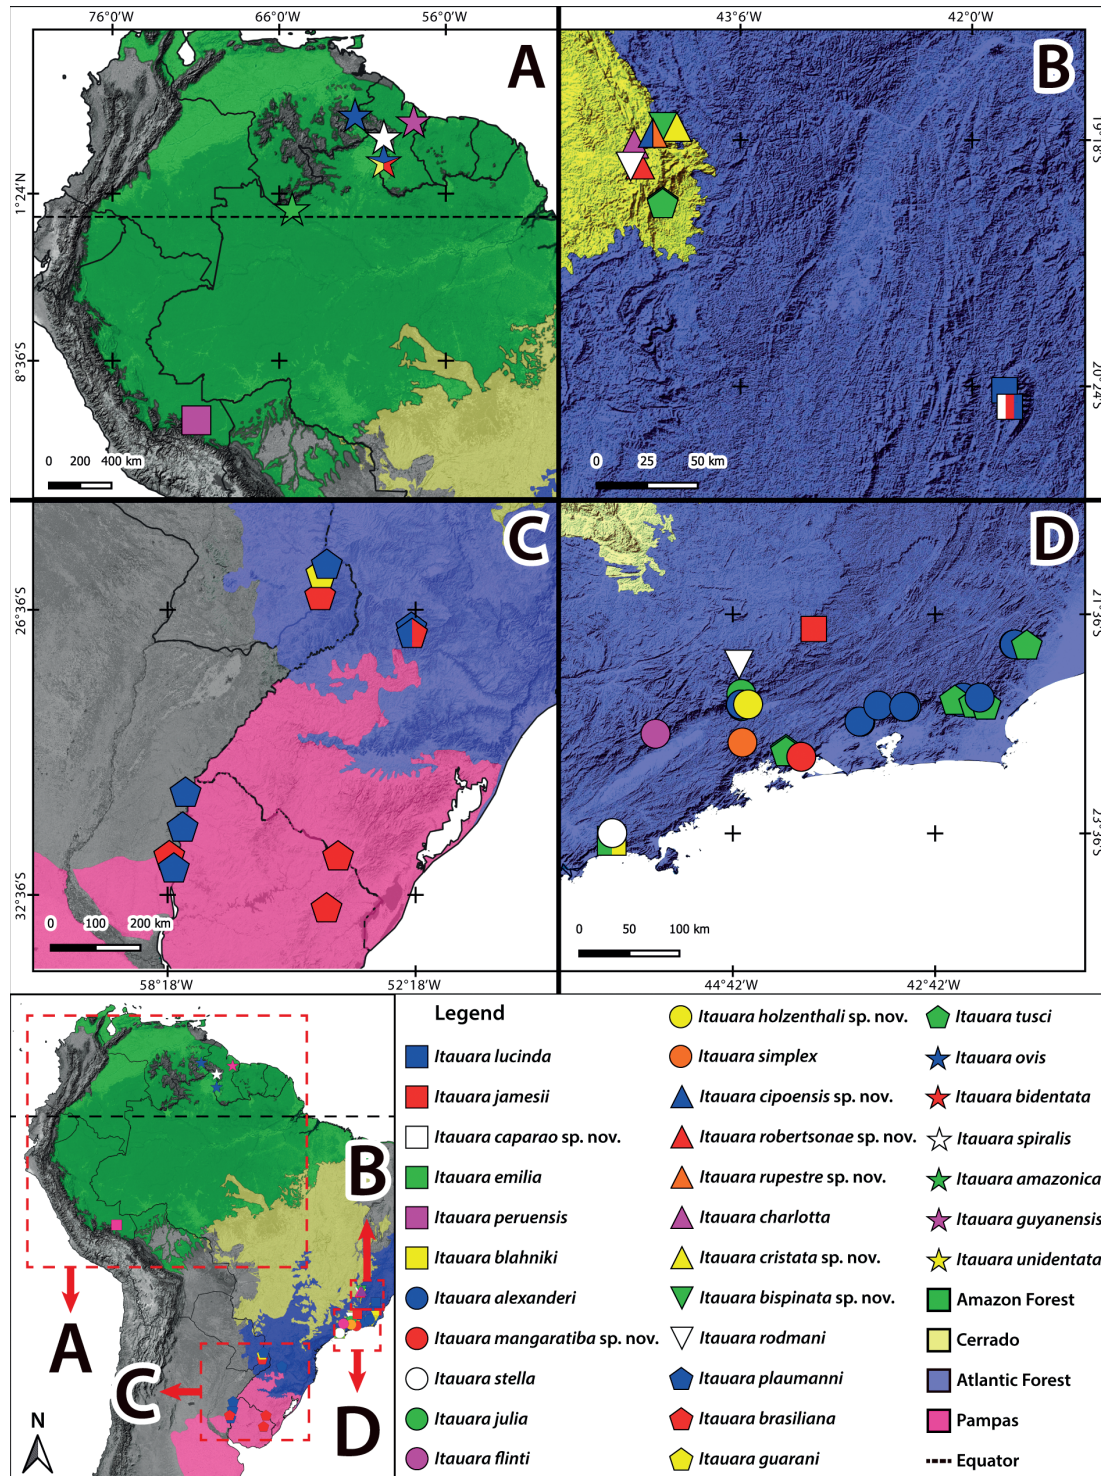 76°0'W
66°0'W
56°0'W
43°6'W
42°0'W
A
B
1°24'N
8°36'S
19°18'S
20°24'S
0 200 400 km
0 25 50 km
C
D
26°36'S
32°36'S
21°36'S
23°36'S
0 100 200 km
0 50 100 km
58°18'W
52°18'W
44°42'W
42°42'W
A
B
C
D
N
Legend
Itauara lucinda
Itauara jamesii
Itauara caparao sp. nov.
Itauara emilia
Itauara peruensis
Itauara blahniki
Itauara alexanderi
Itauara mangaratiba sp. nov.
Itauara stella
Itauara julia
Itauara flinti
Itauara holzenthali sp. nov.
Itauara simplex
Itauara cipoensis sp. nov.
Itauara robertsonae sp. nov.
Itauara rupestre sp. nov.
Itauara charlotta
Itauara cristata sp. nov.
Itauara bispinata sp. nov.
Itauara rodmani
Itauara plaumanni
Itauara brasiliana
Itauara guarani
Itauara tusci
Itauara ovis
Itauara bidentata
Itauara spiralis
Itauara amazonica
Itauara guyanensis
Itauara unidentata
Amazon Forest
Cerrado
Atlantic Forest
Pampas
Equator